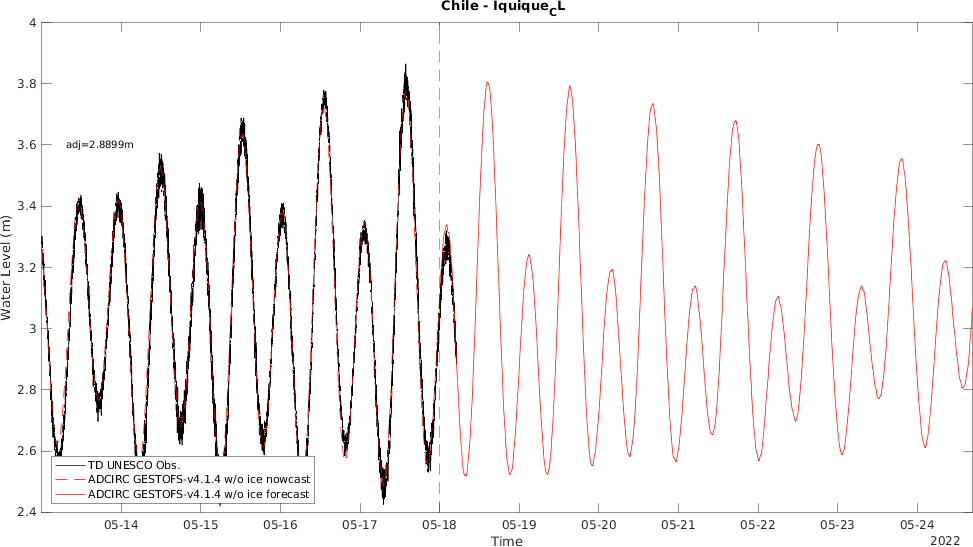 Chile - Iquique_CL
4
3.8
3.6
3.4
3.2
3
2.8
2.6
2.4
Water Level (m)
adj=2.8899m
TD UNESCO Obs.
ADCIRC GESTOFS-v4.1.4 w/o ice nowcast
ADCIRC GESTOFS-v4.1.4 w/o ice forecast
05-14 05-15 05-16 05-17 05-18 05-19 05-20 05-21 05-22 05-23 05-24
Time
2022